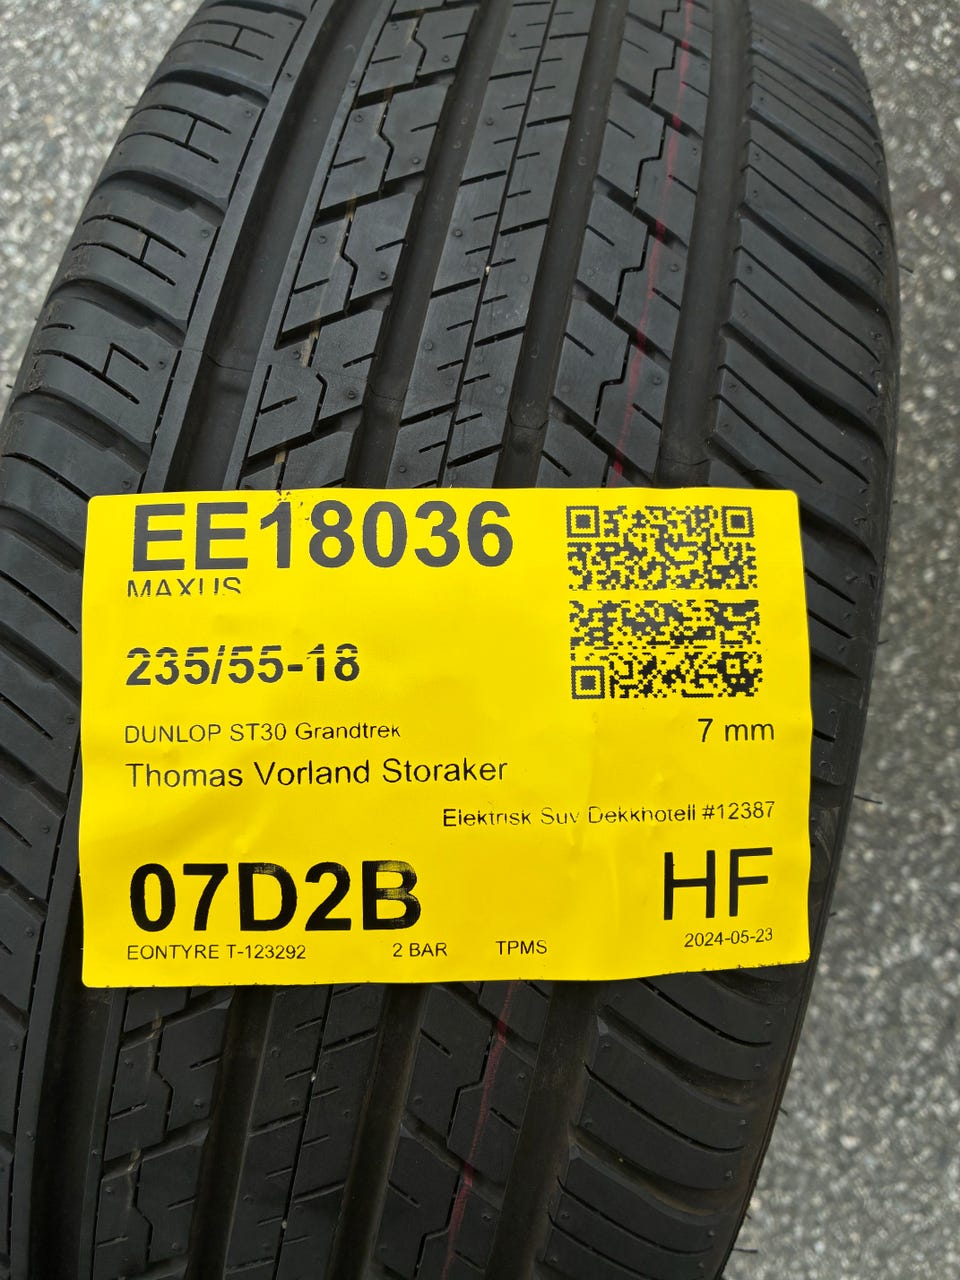 EE18036
MAXUS
235/55-18
DUNLOP ST30 Grandtrek
7 mm
Thomas Vorland Storaker
Elektrisk Suv Dekkhotell #12387
07D2B
HF
EONTYRE T-123292
2 BAR
TPMS
2024-05-23